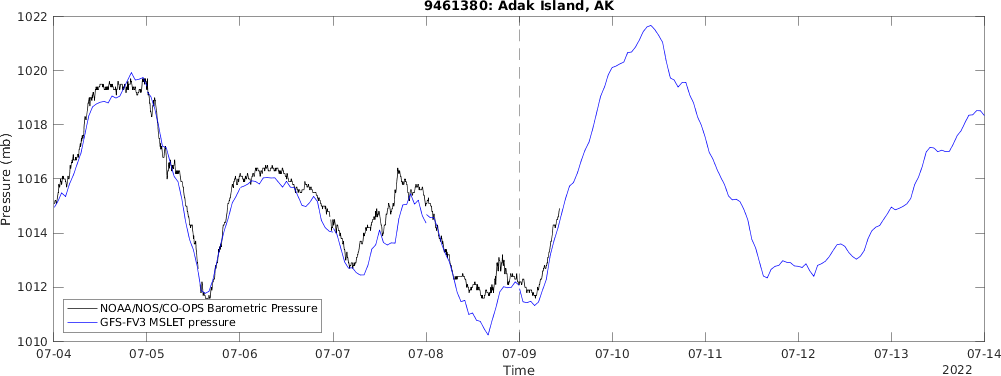 9461380: Adak Island, AK
Pressure (mb)
1022
1020
1018
1016
1014
1012
1010
NOAA/NOS/CO-OPS Barometric Pressure
GFS-FV3 MSLET pressure
07-04 07-05 07-06 07-07 07-08 07-09 07-10 07-11 07-12 07-13 07-14
Time
2022